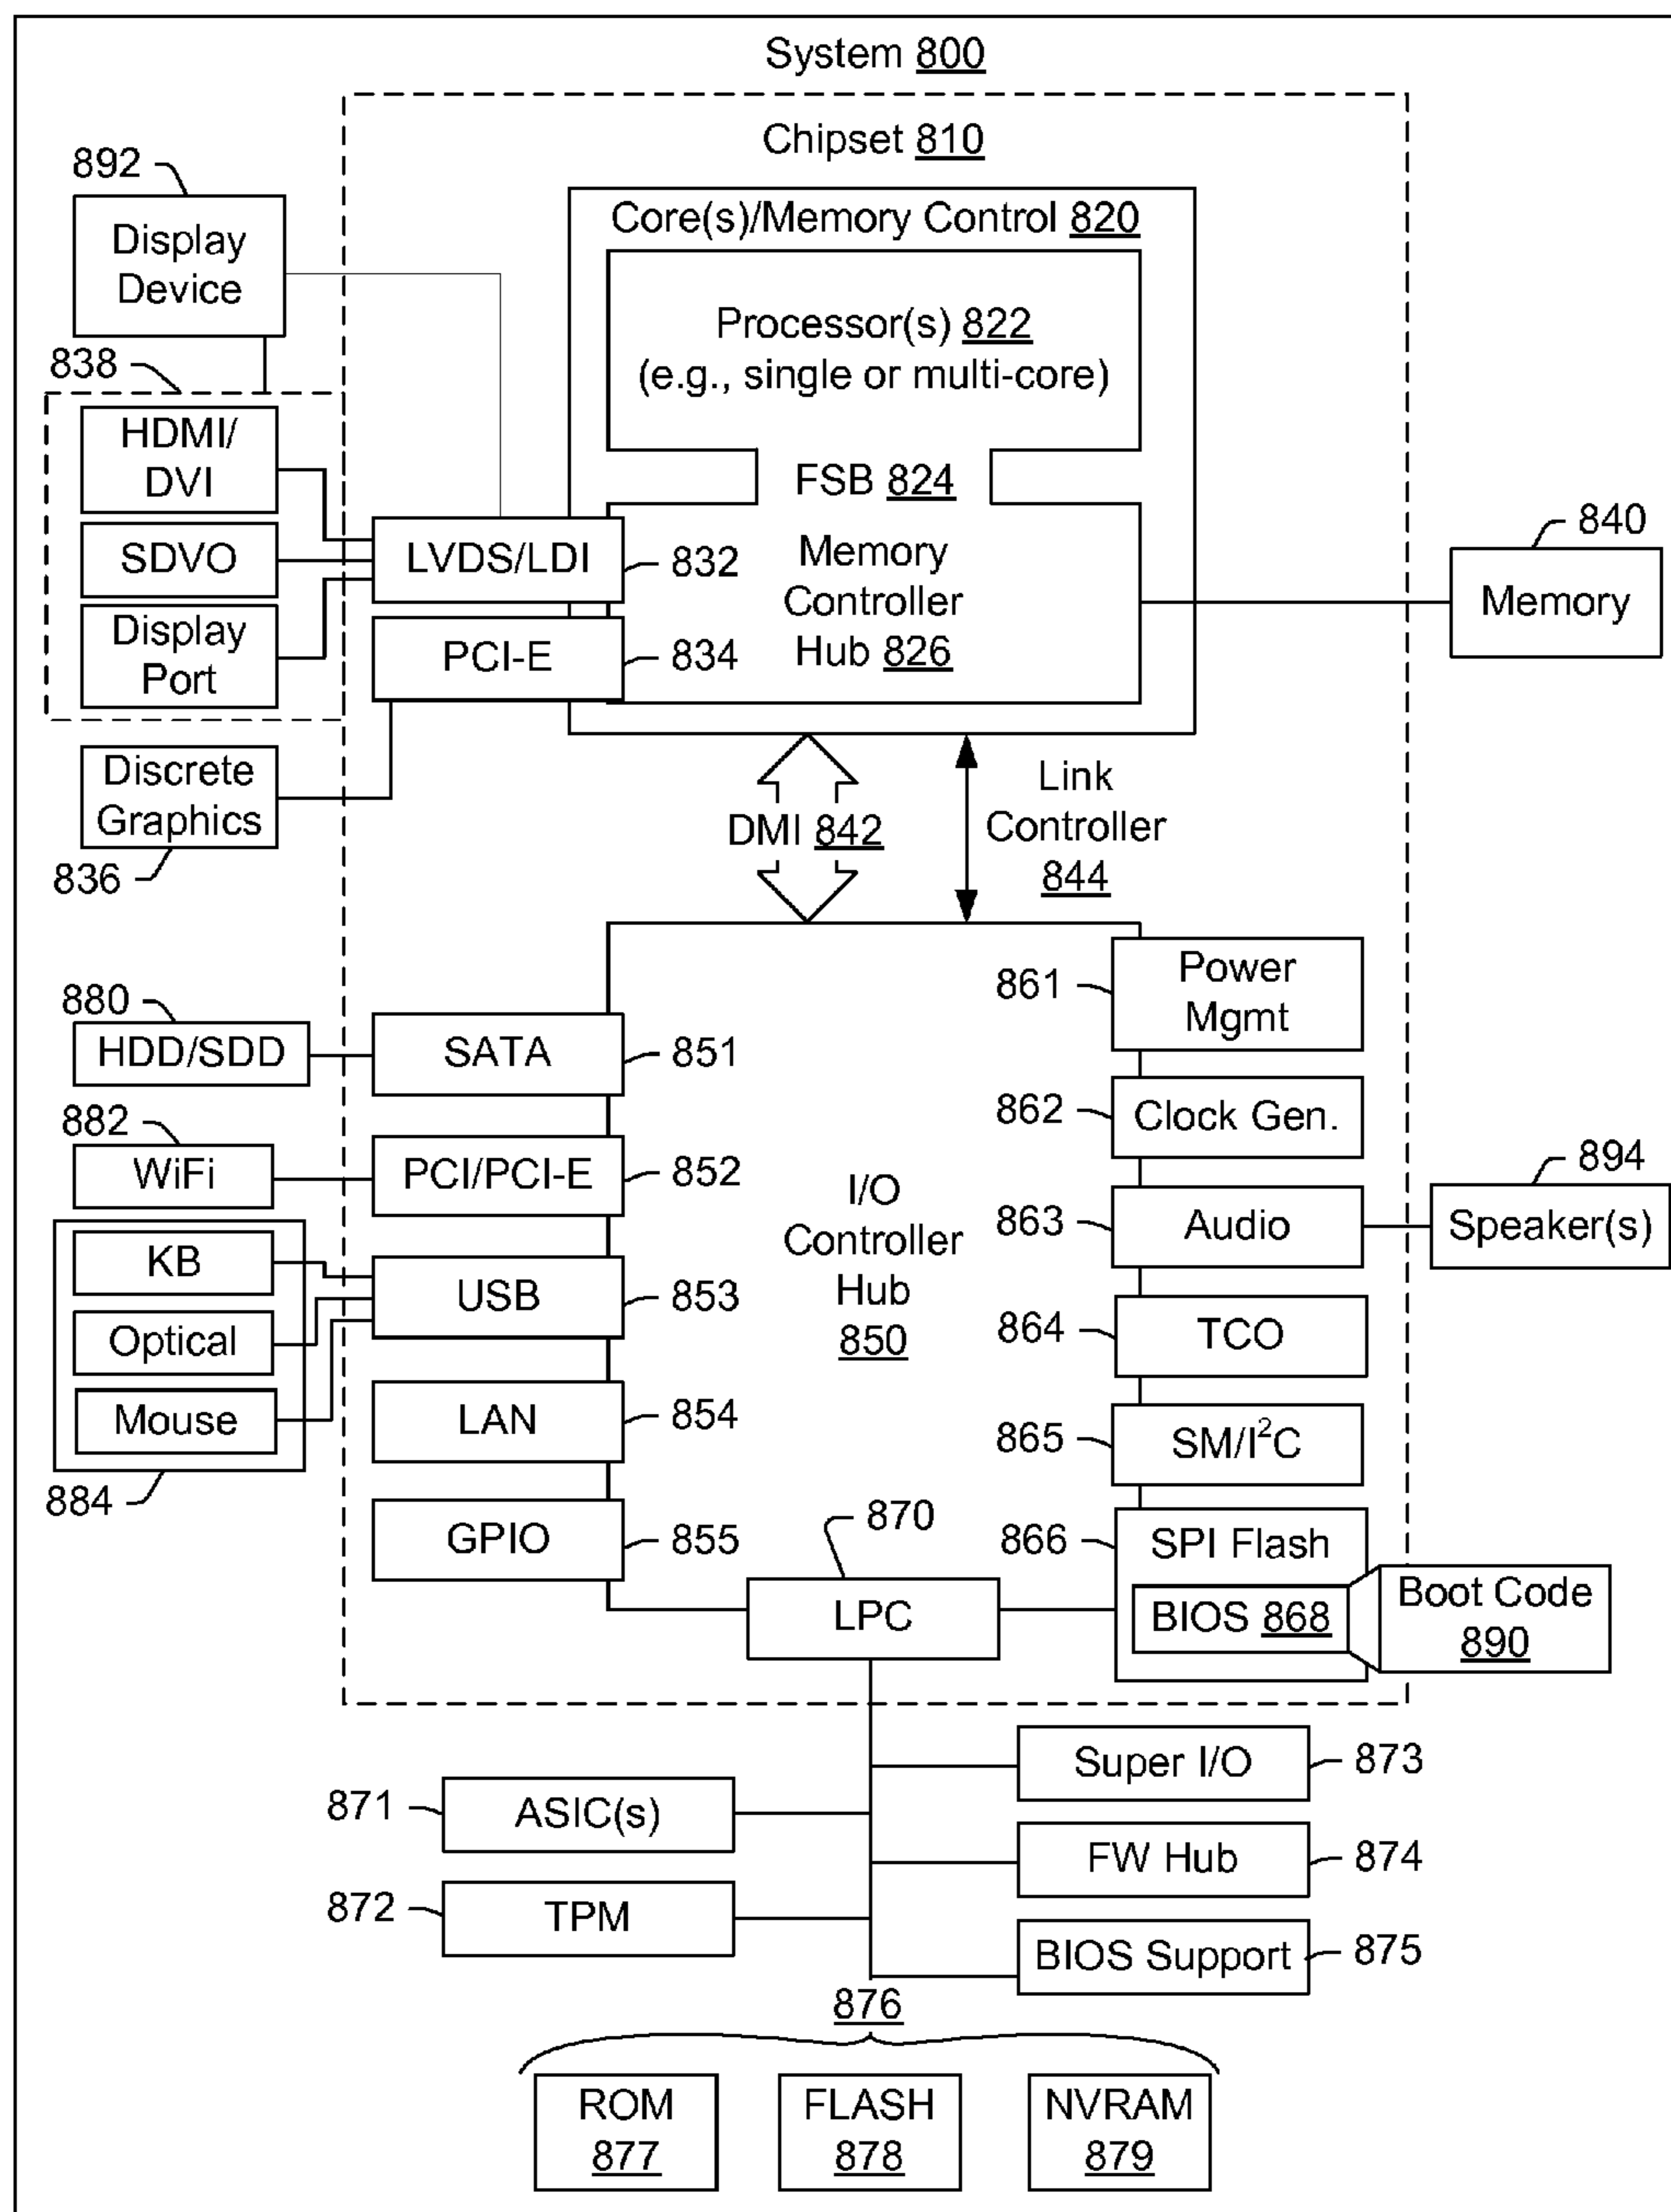 System 800
Chipset 810
892
Display
Device
Core(s)/Memory Control 820
Processor(s) 822
(e.g., single or multi-core)
838
HDMI/
DVI
SDVO
Display
Port
FSB 824
LVDS/LDI
832
PCI-E
834
Memory
Controller
Hub 826
840
Memory
Discrete
Graphics
836
DMI 842
Link
Controller
844
880
HDD/SDD
SATA
851
882
WiFi
PCI/PCI-E
852
KB
Optical
Mouse
884
USB
853
LAN
854
GPIO
855
I/O
Controller
Hub
850
861
Power
Mgmt
862
Clock Gen.
863
Audio
894
Speaker(s)
864
TCO
865
SM/I²C
866
SPI Flash
BIOS 868
Boot Code
890
870
LPC
871
ASIC(s)
872
TPM
Super I/O
873
FW Hub
874
BIOS Support
875
876
ROM
877
FLASH
878
NVRAM
879